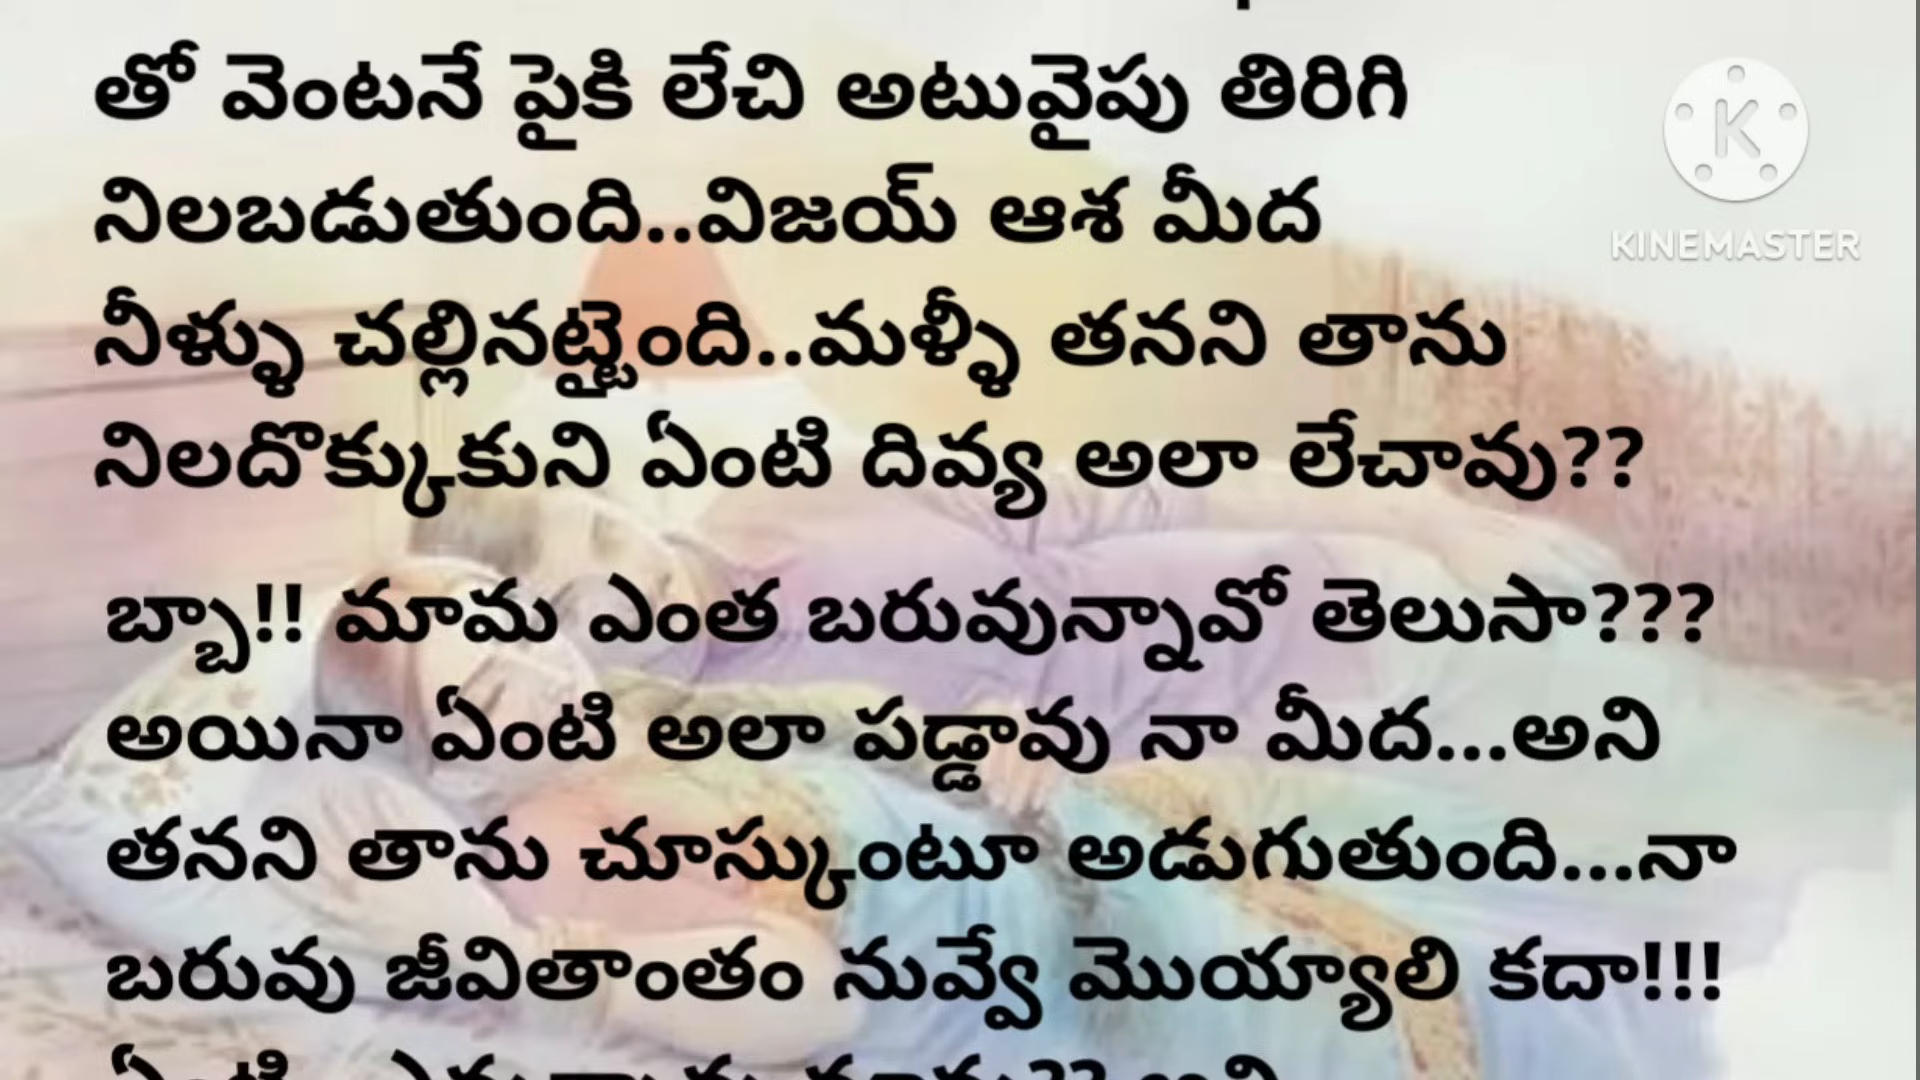 తో వెంటనే పైకి లేచి అటువైపు తిరిగి
నిలబడుతుంది..విజయ్ ఆశ మీద
నీళ్ళు చల్లినట్టైంది..మళ్ళీ తనని తాను
నిలదొక్కుకుని ఏంటి దివ్య అలా లేచావు??
బ్బా!! మామ ఎంత బరువున్నావో తెలుసా???
అయినా ఏంటి అలా పడ్డావు నా మీద...అని
తనని తాను చూస్కుంటూ అడుగుతుంది...నా
బరువు జీవితాంతం నువ్వే మొయ్యాలి కదా!!!
K
KINEMASTER